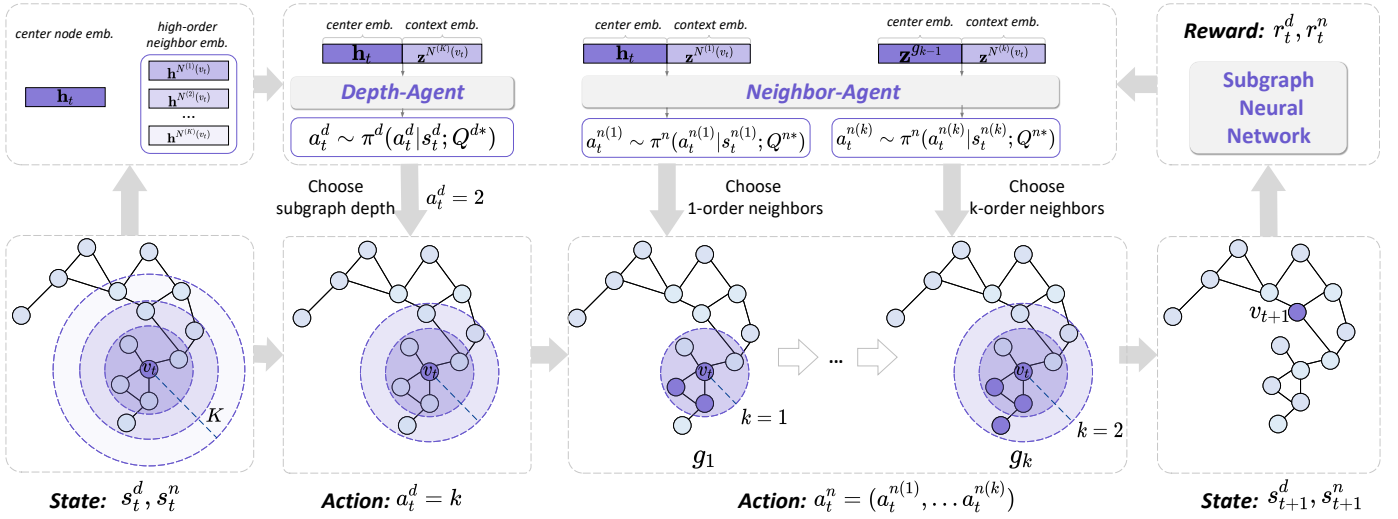 center node emb.
high-order
neighbor emb.
h_t
h^{N^{(1)}(v_t)}
h^{N^{(2)}(v_t)}
...
h^{N^{(K)}(v_t)}
center emb. context emb.
h_t z^{N^{(K)}(v_t)}
Depth-Agent
a_t^d ∼ π^d(a_t^d|s_t^d; Q^{d*})
center emb. context emb.
h_t z^{N^{(1)}(v_t)}
center emb. context emb.
z^{g_{k-1}} z^{N^{(k)}(v_t)}
Neighbor-Agent
a_t^{n(1)} ∼ π^n(a_t^{n(1)}|s_t^{n(1)}; Q^{n*})
a_t^{n(k)} ∼ π^n(a_t^{n(k)}|s_t^{n(k)}; Q^{n*})
Reward: r_t^d, r_t^n
Subgraph
Neural
Network
Choose
subgraph depth
a_t^d = 2
Choose
1-order neighbors
Choose
k-order neighbors
v_t
K
v_t
v_t
k = 1
g_1
...
v_t
k = 2
g_k
v_{t+1}
State: s_t^d, s_t^n
Action: a_t^d = k
Action: a_t^n = (a_t^{n(1)}, ... a_t^{n(k)})
State: s_{t+1}^d, s_{t+1}^n